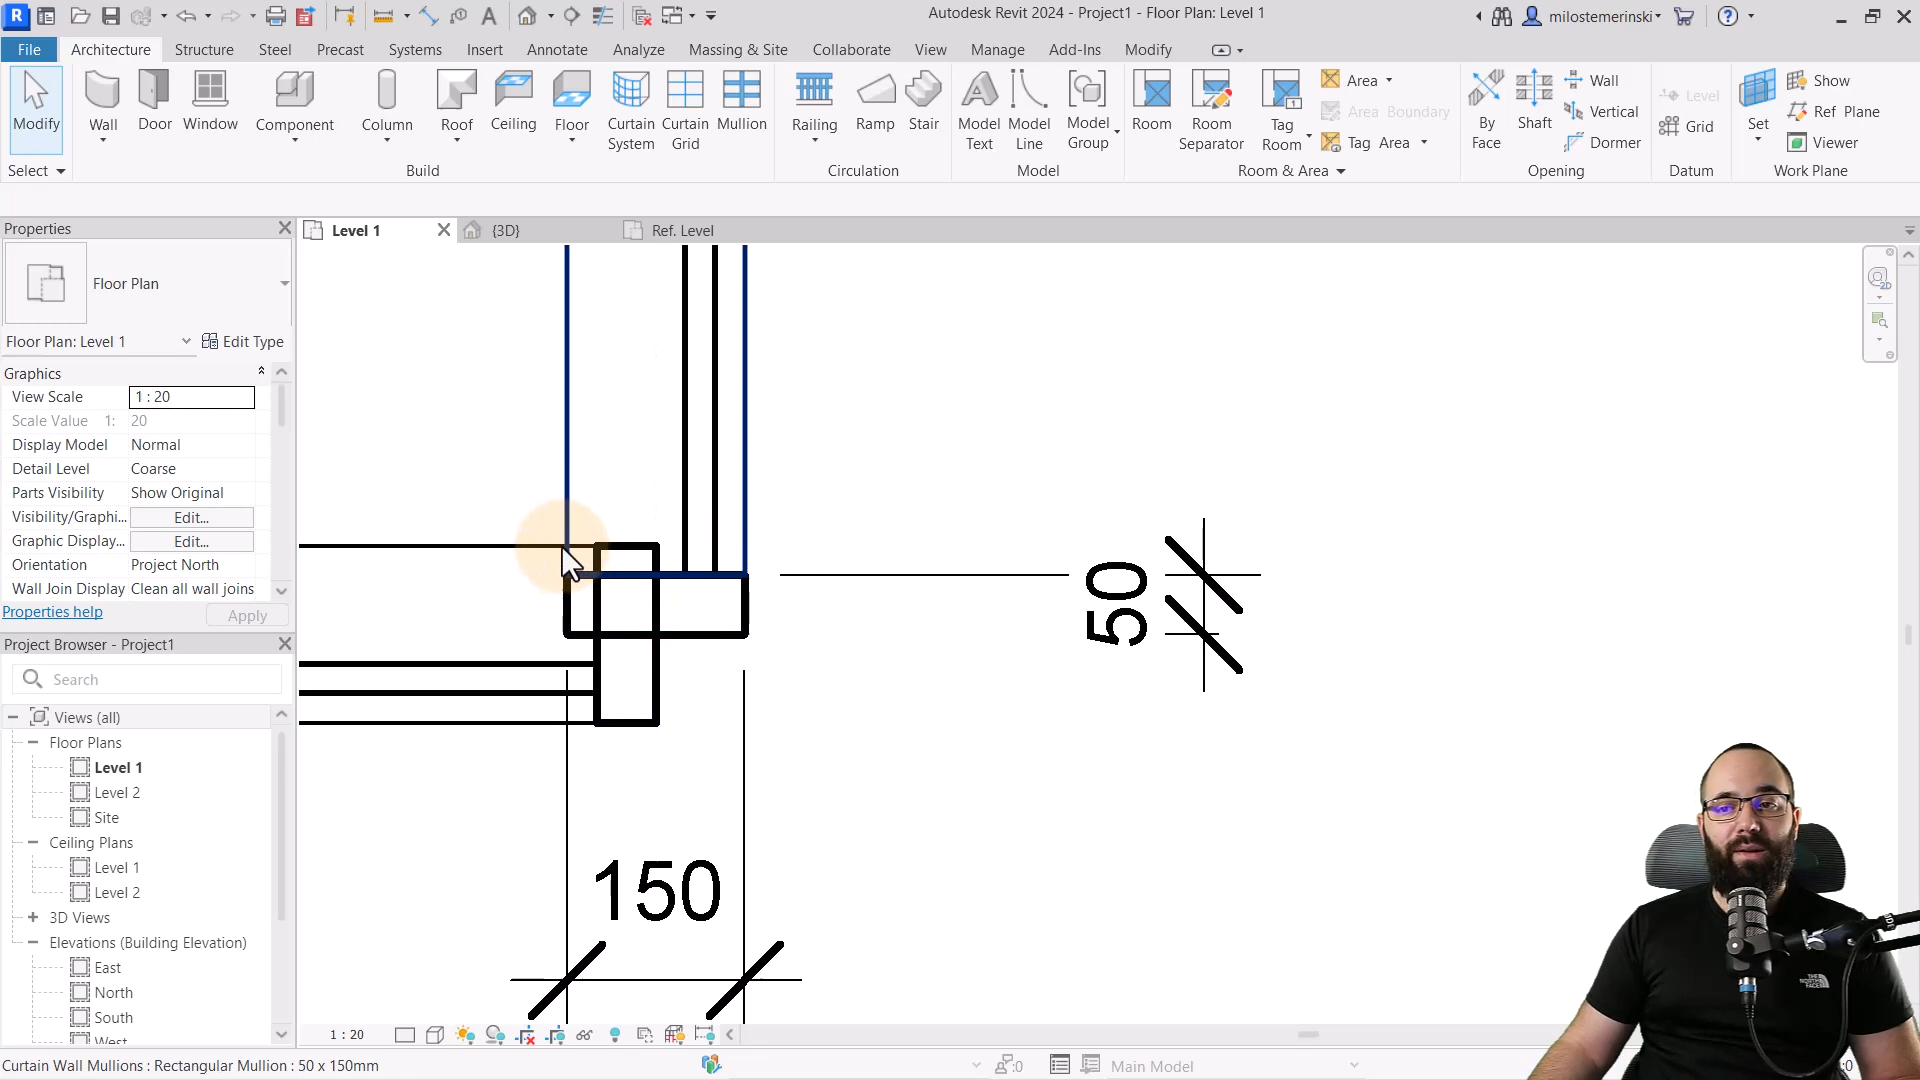 Autodesk Revit 2024 - Project1 - Floor Plan: Level 1
milostemerinski
File Architecture Structure Steel Precast Systems Insert Annotate Analyze Massing & Site Collaborate View Manage Add-Ins Modify
Modify
Wall
Door
Window
Component
Column
Roof
Ceiling
Floor
Curtain System
Curtain Grid
Mullion
Railing
Ramp
Stair
Model Text
Model Line
Model Group
Room
Room Separator
Tag Room
Area
Area Boundary
Tag Area
By Face
Shaft
Wall
Vertical
Dormer
Level
Grid
Set
Show
Ref Plane
Viewer
Select Build Circulation Model Room & Area Opening Datum Work Plane
Properties
Level 1 {3D} Ref. Level
2D
Floor Plan
Floor Plan: Level 1 Edit Type
Graphics
View Scale 1 : 20
Scale Value 1: 20
Display Model Normal
Detail Level Coarse
Parts Visibility Show Original
Visibility/Graphi... Edit...
Graphic Display... Edit...
Orientation Project North
Wall Join Display Clean all wall joins
Properties help Apply
Project Browser - Project1
Search
Views (all)
Floor Plans
Level 1
Level 2
Site
Ceiling Plans
Level 1
Level 2
3D Views
Elevations (Building Elevation)
East
North
South
West
50
150
THE NORTH FACE
1 : 20
Curtain Wall Mullions : Rectangular Mullion : 50 x 150mm
:0
Main Model
:0